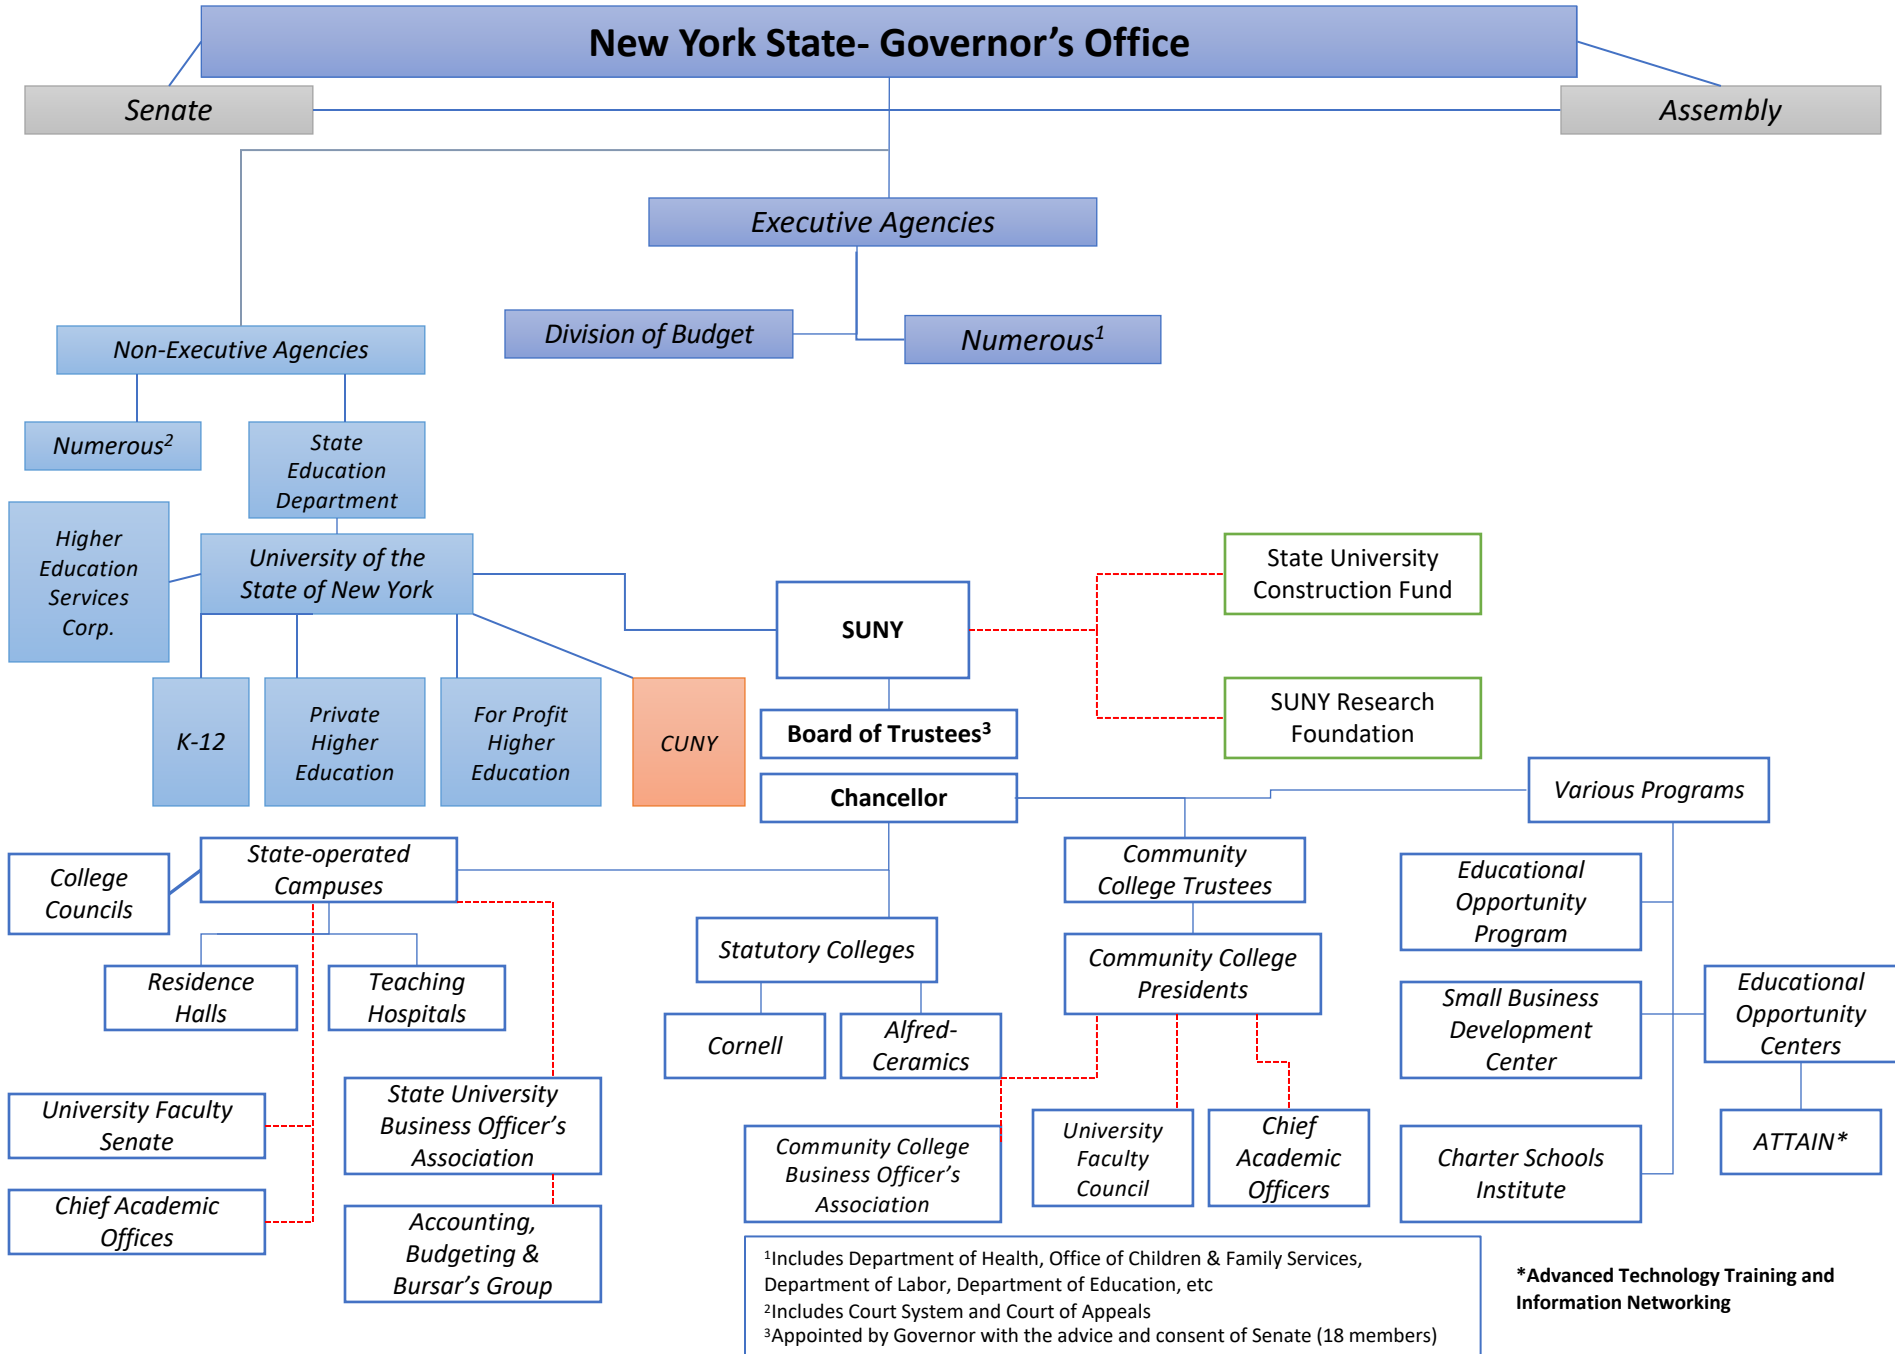 New York State- Governor’s Office
Senate
Assembly
Executive Agencies
Division of Budget
Numerous¹
Non-Executive Agencies
Numerous²
State
Education
Department
Higher
Education
Services
Corp.
University of the
State of New York
SUNY
State University
Construction Fund
SUNY Research
Foundation
K-12
Private
Higher
Education
For Profit
Higher
Education
CUNY
Board of Trustees³
Chancellor
Various Programs
College
Councils
State-operated
Campuses
Community
College Trustees
Educational
Opportunity
Program
Statutory Colleges
Community College
Presidents
Residence
Halls
Teaching
Hospitals
Small Business
Development
Center
Educational
Opportunity
Centers
Cornell
Alfred-
Ceramics
University Faculty
Senate
State University
Business Officer’s
Association
Community College
Business Officer’s
Association
University
Faculty
Council
Chief
Academic
Officers
Charter Schools
Institute
ATTAIN*
Chief Academic
Offices
Accounting,
Budgeting &
Bursar’s Group
¹Includes Department of Health, Office of Children & Family Services,
Department of Labor, Department of Education, etc
²Includes Court System and Court of Appeals
³Appointed by Governor with the advice and consent of Senate (18 members)
*Advanced Technology Training and
Information Networking